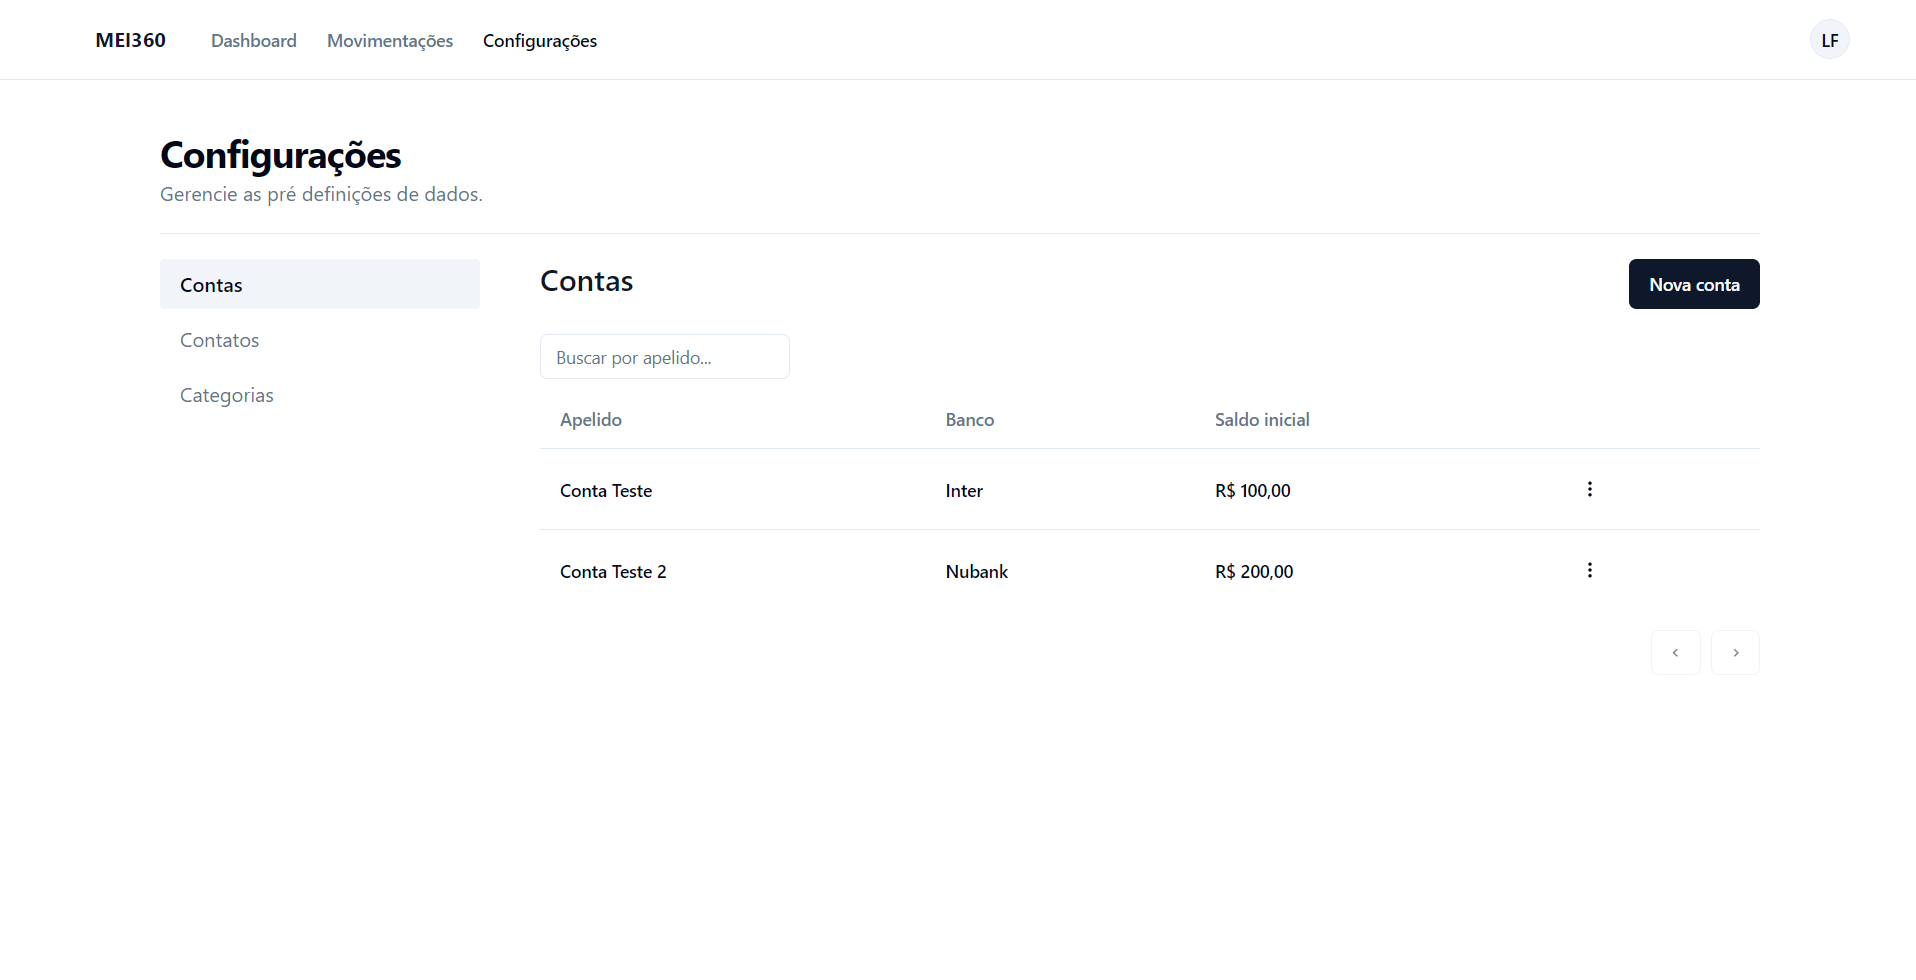 MEI360 Dashboard Movimentações Configurações LF
Configurações
Gerencie as pré definições de dados.
Contas
Contatos
Categorias
Contas
Nova conta
Buscar por apelido...
Apelido Banco Saldo inicial
Conta Teste Inter R$ 100,00
Conta Teste 2 Nubank R$ 200,00